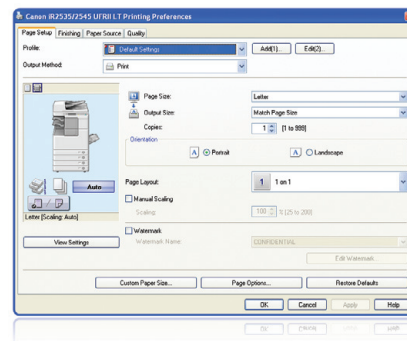 Canon iR2535/2545 UFRII LT Printing Preferences
Page Setup Finishing Paper Source Quality
Profile: Default Settings Add(1)... Edit(2)...
Output Method: Print
Page Size: Letter
Output Size: Match Page Size
Copies: 1 [1 to 999]
Orientation
A Portrait A Landscape
Auto
Page Layout: 1 1 on 1
Manual Scaling
Scaling: 100 % [25 to 200]
Letter [Scaling: Auto]
Watermark
View Settings Watermark Name: CONFIDENTIAL
Edit Watermark...
Custom Paper Size... Page Options... Restore Defaults
OK Cancel Apply Help